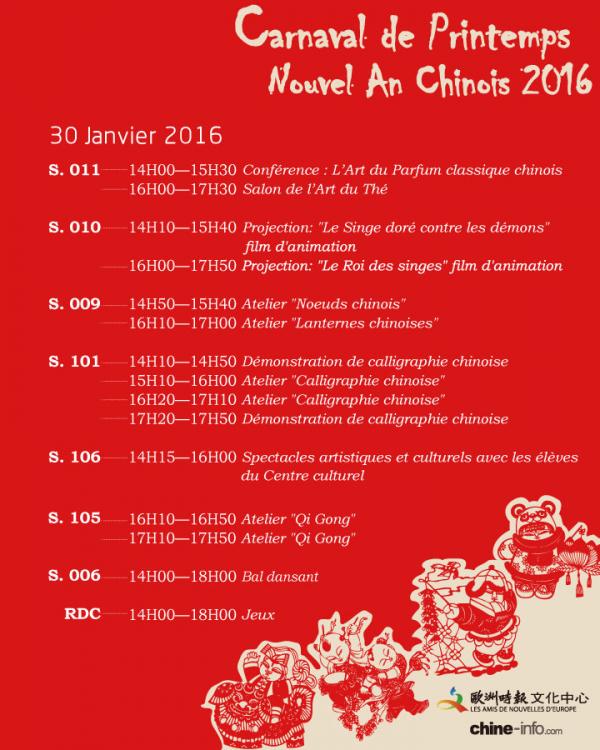 Carnaval de Printemps
Nouvel An Chinois 2016
30 Janvier 2016
S. 011 14H00—15H30 Conférence : L'Art du Parfum classique chinois
16H00—17H30 Salon de l'Art du Thé
S. 010 14H10—15H40 Projection: "Le Singe doré contre les démons"
film d'animation
16H00—17H50 Projection: "Le Roi des singes" film d'animation
S. 009 14H50—15H40 Atelier "Noeuds chinois"
16H10—17H00 Atelier "Lanternes chinoises"
S. 101 14H10—14H50 Démonstration de calligraphie chinoise
15H10—16H00 Atelier "Calligraphie chinoise"
16H20—17H10 Atelier "Calligraphie chinoise"
17H20—17H50 Démonstration de calligraphie chinoise
S. 106 14H15—16H00 Spectacles artistiques et culturels avec les élèves
du Centre culturel
S. 105 16H10—16H50 Atelier "Qi Gong"
17H10—17H50 Atelier "Qi Gong"
S. 006 14H00—18H00 Bal dansant
RDC 14H00—18H00 Jeux
歐洲時報文化中心
LES AMIS DE NOUVELLES D'EUROPE
chine-info.com